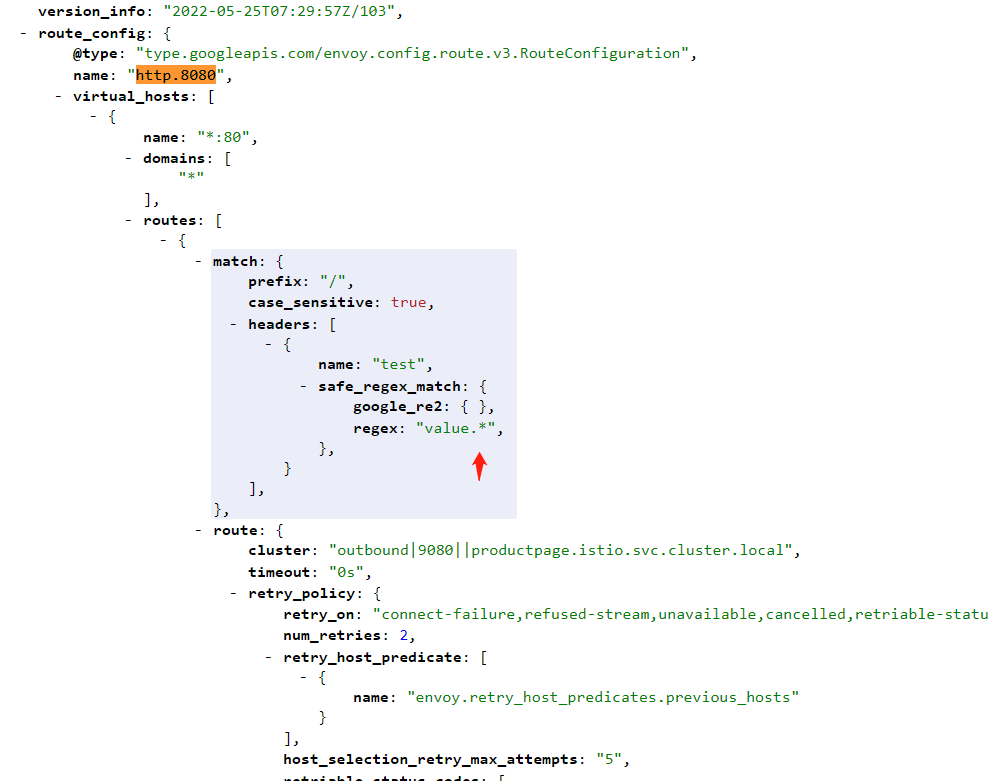 version_info: "2022-05-25T07:29:57Z/103",
- route_config: {
@type: "type.googleapis.com/envoy.config.route.v3.RouteConfiguration",
name: "http.8080",
- virtual_hosts: [
- {
name: "*:80",
- domains: [
"*"
],
- routes: [
- {
- match: {
prefix: "/",
case_sensitive: true,
- headers: [
- {
name: "test",
- safe_regex_match: {
google_re2: { },
regex: "value.*",
},
}
],
},
- route: {
cluster: "outbound|9080||productpage.istio.svc.cluster.local",
timeout: "0s",
- retry_policy: {
retry_on: "connect-failure,refused-stream,unavailable,cancelled,retriable-statu
num_retries: 2,
- retry_host_predicate: [
- {
name: "envoy.retry_host_predicates.previous_hosts"
}
],
host_selection_retry_max_attempts: "5",
retriable_status_codes: [